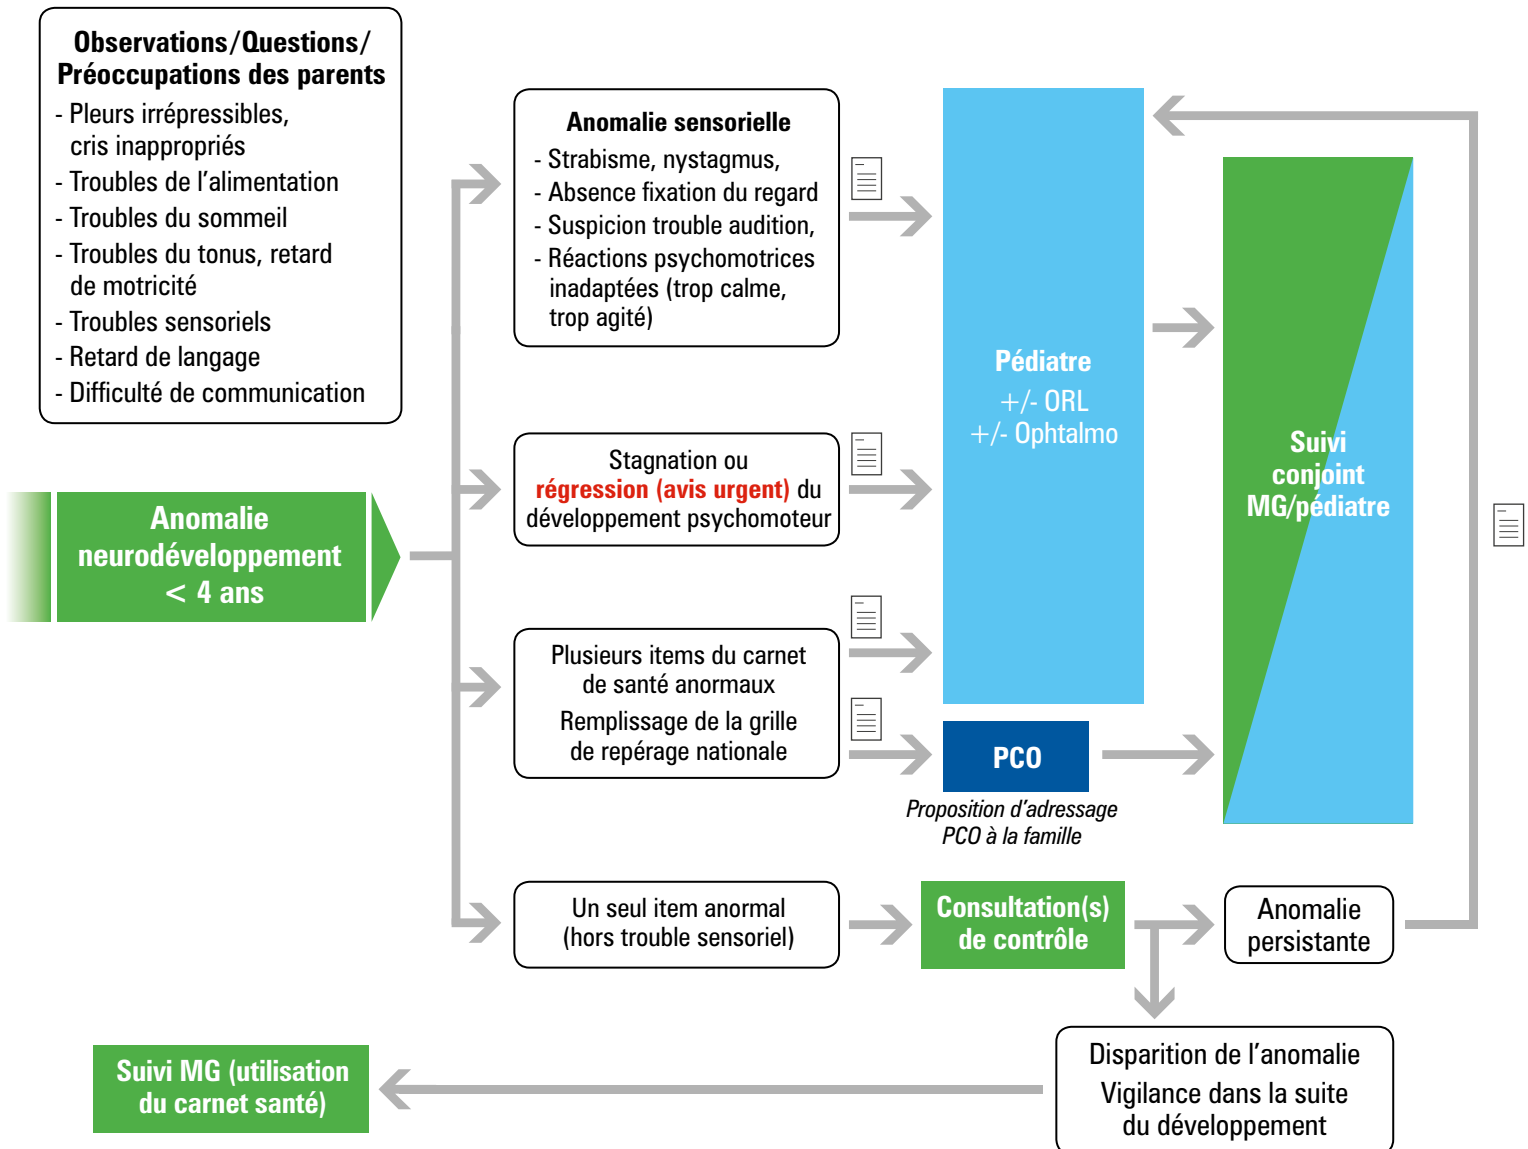 Observations/Questions/
Préoccupations des parents
- Pleurs irrépressibles,
cris inappropriés
- Troubles de l'alimentation
- Troubles du sommeil
- Troubles du tonus, retard
de motricité
- Troubles sensoriels
- Retard de langage
- Difficulté de communication
Anomalie
neurodéveloppement
< 4 ans
Anomalie sensorielle
- Strabisme, nystagmus,
- Absence fixation du regard
- Suspicion trouble audition,
- Réactions psychomotrices
inadaptées (trop calme,
trop agité)
Stagnation ou
régression (avis urgent) du
développement psychomoteur
Plusieurs items du carnet
de santé anormaux
Remplissage de la grille
de repérage nationale
Un seul item anormal
(hors trouble sensoriel)
Pédiatre
+/- ORL
+/- Ophtalmo
PCO
Proposition d'adressage
PCO à la famille
Suivi
conjoint
MG/pédiatre
Consultation(s)
de contrôle
Anomalie
persistante
Disparition de l'anomalie
Vigilance dans la suite
du développement
Suivi MG (utilisation
du carnet santé)